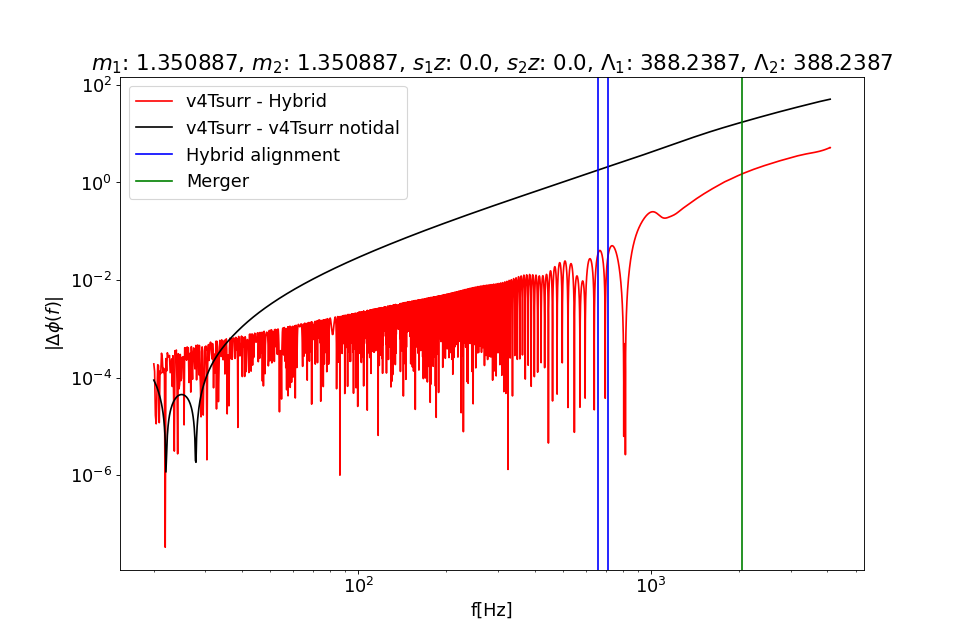 m₁: 1.350887, m₂: 1.350887, s₁z: 0.0, s₂z: 0.0, Λ₁: 388.2387, Λ₂: 388.2387
10²
10⁰
10⁻²
10⁻⁴
10⁻⁶
|Δϕ(f)|
v4Tsurr - Hybrid
v4Tsurr - v4Tsurr notidal
Hybrid alignment
Merger
10²
10³
f[Hz]